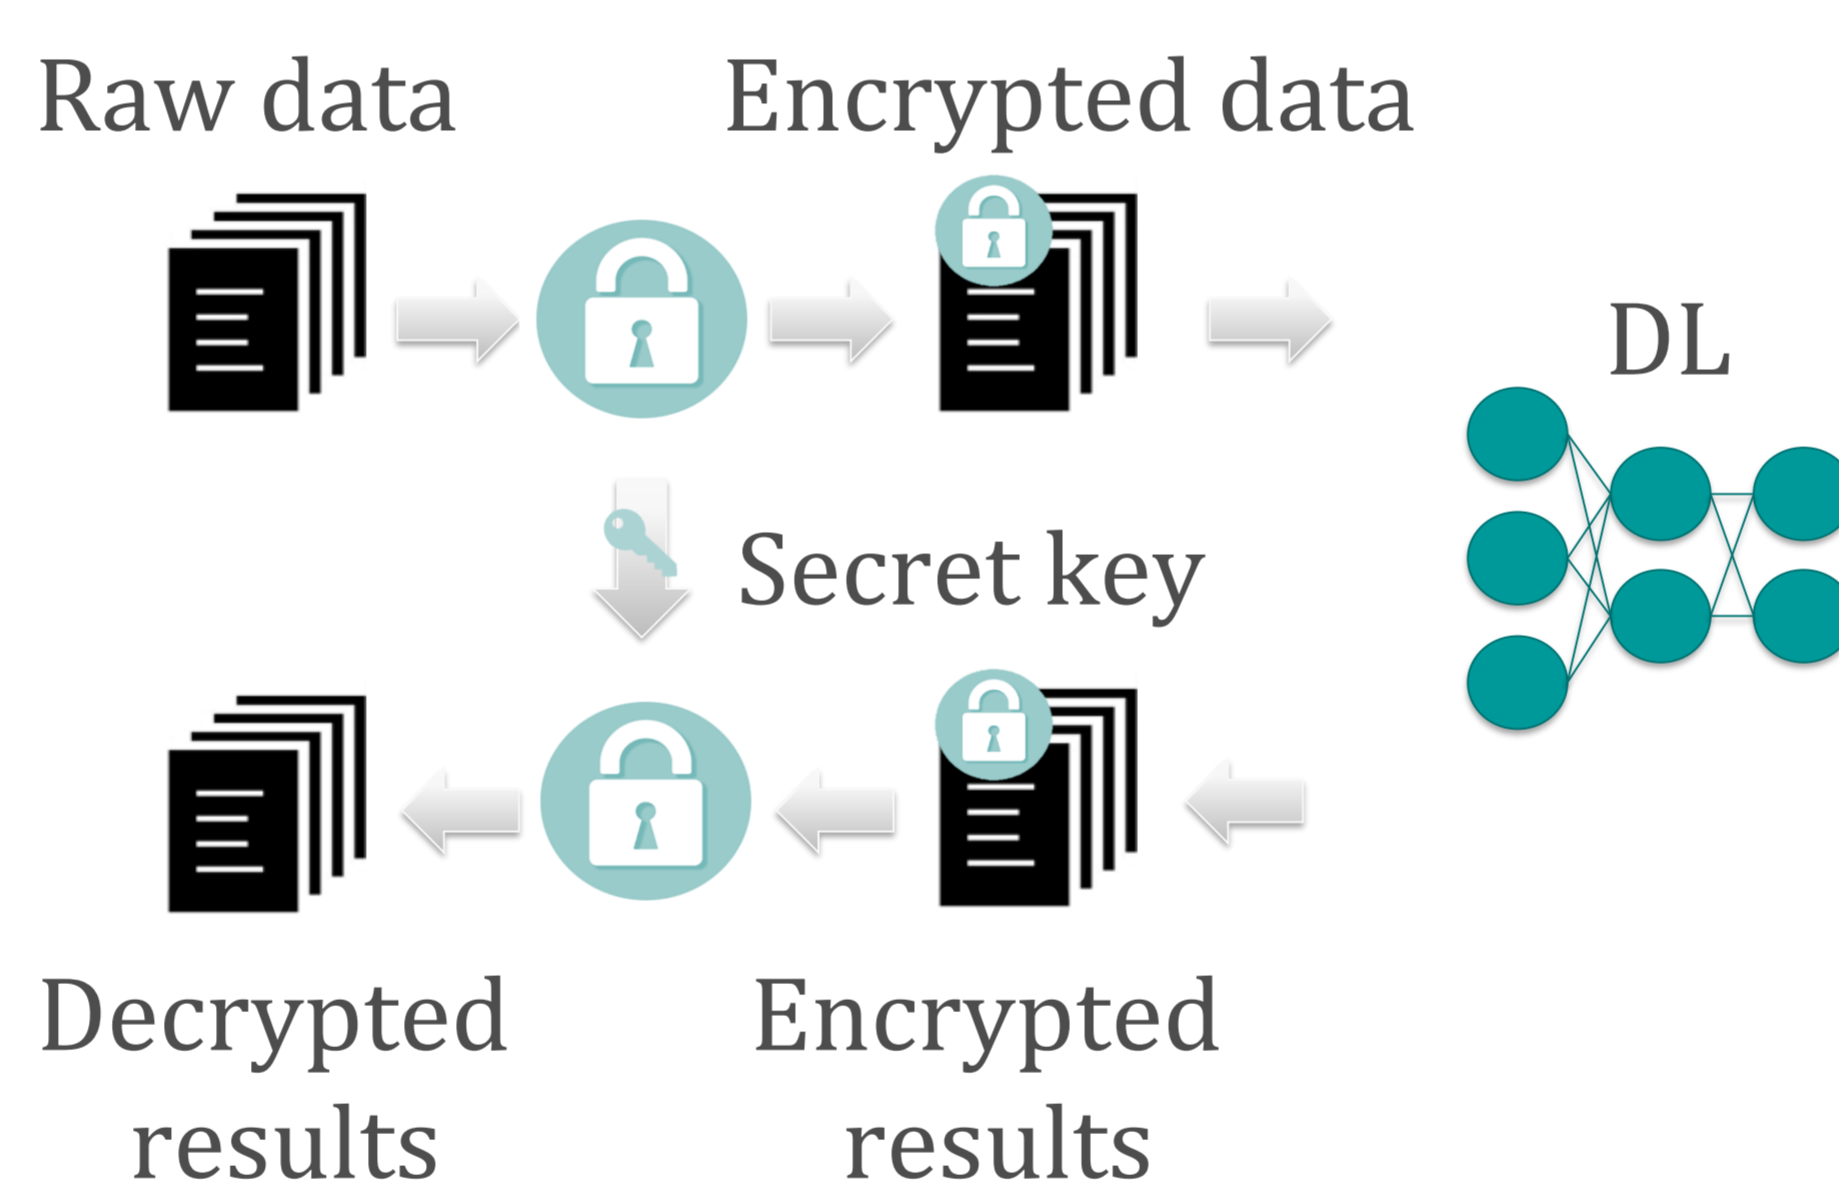 Raw data
Encrypted data
DL
Secret key
Decrypted
results
Encrypted
results